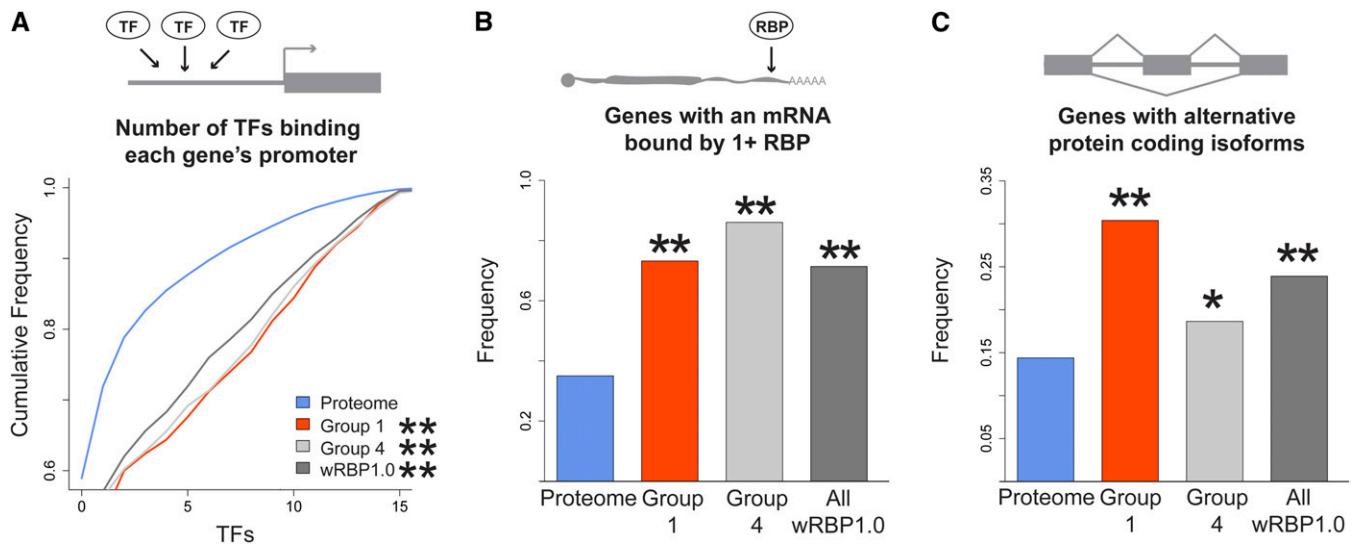 A
TF TF TF
Number of TFs binding
each gene's promoter
Cumulative Frequency
1.0
0.8
0.6
0 5 10 15
TFs
Proteome
Group 1 **
Group 4 **
wRBP1.0 **
B
RBP
AAAAA
Genes with an mRNA
bound by 1+ RBP
Frequency
1.0
0.6
0.2
** ** **
Proteome Group Group All
1 4 wRBP1.0
C
Genes with alternative
protein coding isoforms
Frequency
0.35
0.25
0.15
0.05
** * **
Proteome Group Group All
1 4 wRBP1.0